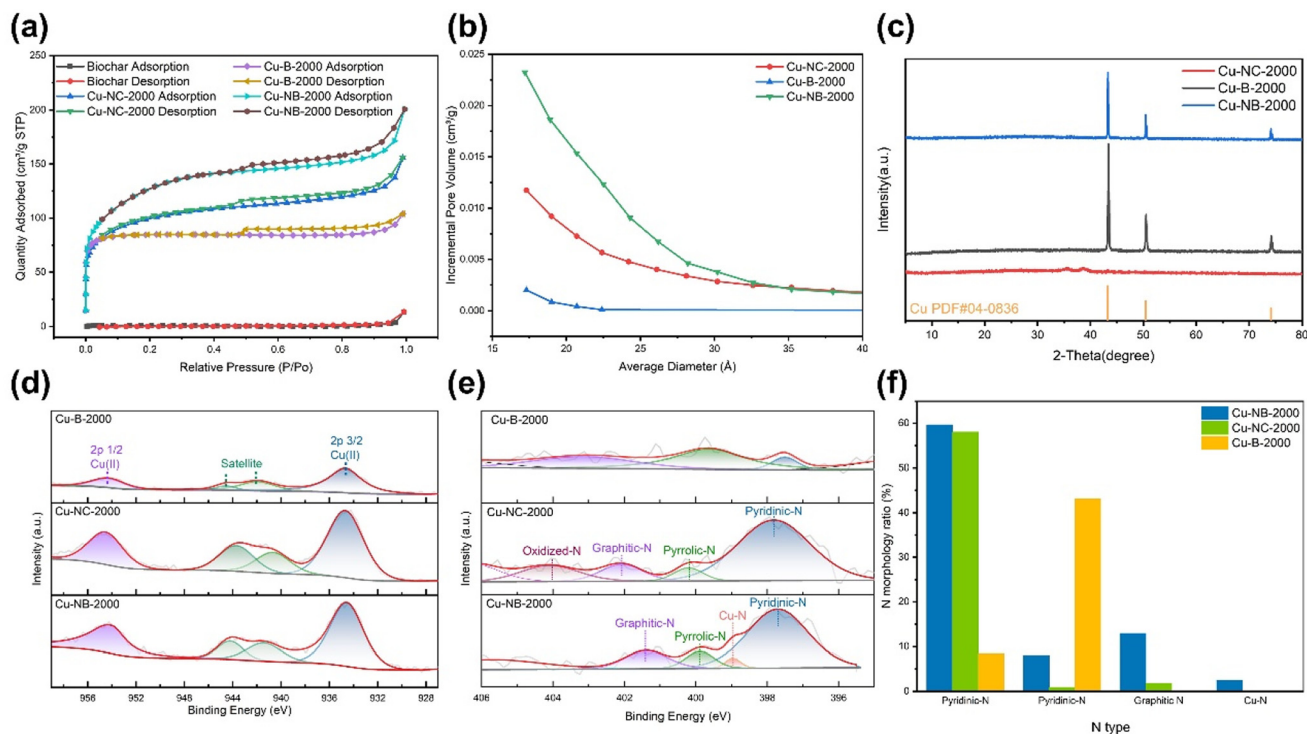 (a)
250
200
150
100
50
0
Quantity Adsorbed (cm³/g STP)
Biochar Adsorption
Biochar Desorption
Cu-NC-2000 Adsorption
Cu-NC-2000 Desorption
Cu-B-2000 Adsorption
Cu-B-2000 Desorption
Cu-NB-2000 Adsorption
Cu-NB-2000 Desorption
0.0 0.2 0.4 0.6 0.8 1.0
Relative Pressure (P/Po)
(b)
0.025
0.020
0.015
0.010
0.005
0.000
Incremental Pore Volume (cm³/g)
Cu-NC-2000
Cu-B-2000
Cu-NB-2000
15 20 25 30 35 40
Average Diameter (Å)
(c)
Intensity(a.u.)
Cu-NC-2000
Cu-B-2000
Cu-NB-2000
Cu PDF#04-0836
10 20 30 40 50 60 70 80
2-Theta(degree)
(d)
Intensity (a.u.)
Cu-B-2000
2p 1/2
Cu(II)
Satellite
2p 3/2
Cu(II)
Cu-NC-2000
Cu-NB-2000
956 952 948 944 940 936 932 928
Binding Energy (eV)
(e)
Intensity (a.u.)
Cu-B-2000
Cu-NC-2000
Oxidized-N
Graphitic-N
Pyrrolic-N
Pyridinic-N
Cu-NB-2000
Graphitic-N
Pyrrolic-N
Cu-N
Pyridinic-N
406 404 402 400 398 396
Binding Energy (eV)
(f)
60
50
40
30
20
10
0
N morphology ratio (%)
Cu-NB-2000
Cu-NC-2000
Cu-B-2000
Pyridinic-N Pyridinic-N Graphitic N Cu-N
N type